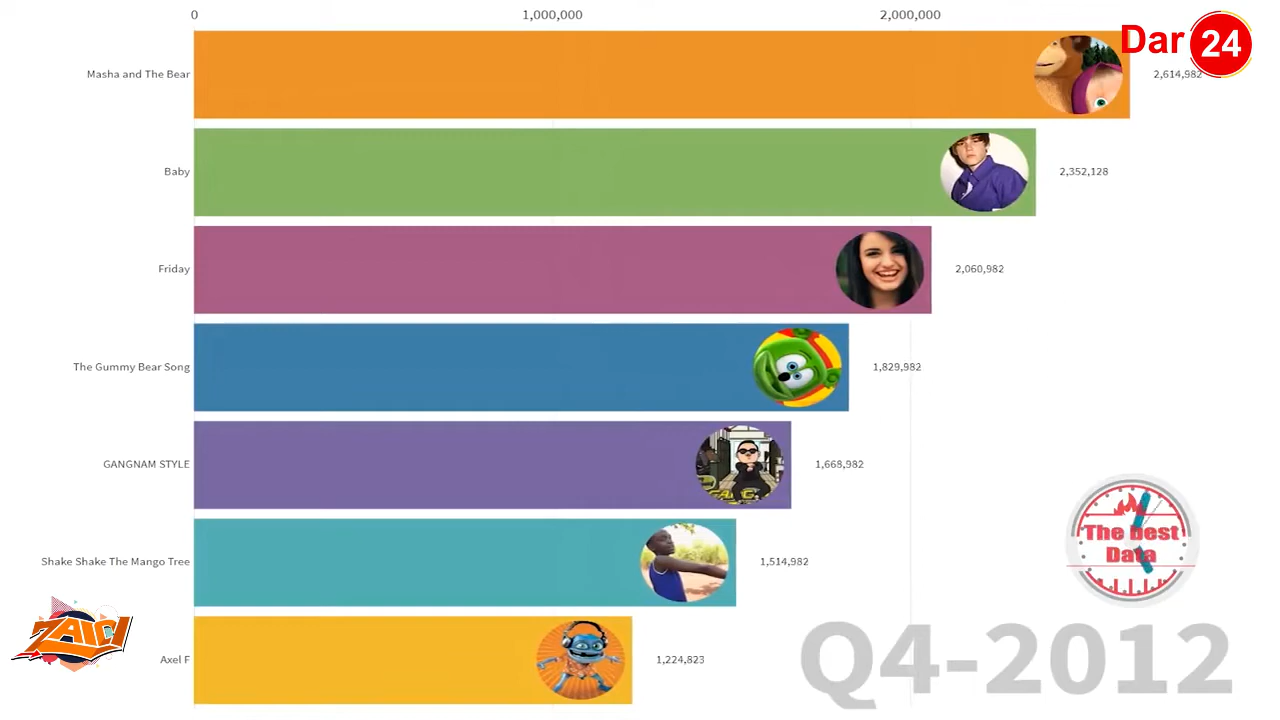 0 1,000,000 2,000,000
Dar 24
Masha and The Bear 2,614,982
Baby 2,352,128
Friday 2,060,982
The Gummy Bear Song 1,829,982
GANGNAM STYLE 1,668,982
Shake Shake The Mango Tree 1,514,982
The best
Data
ZAICI
Axel F 1,224,823
Q4-2012